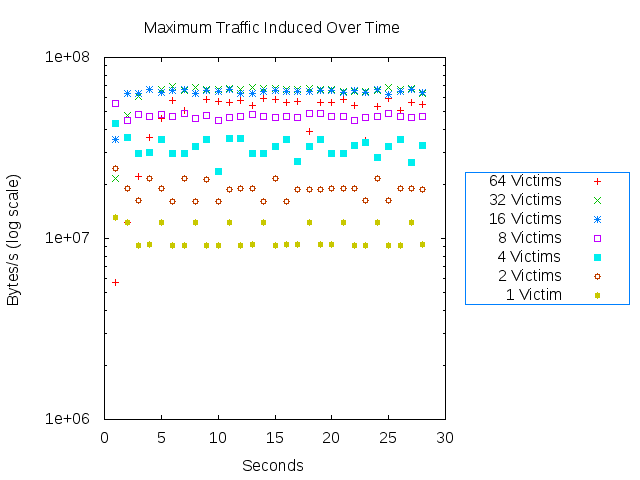 Maximum Traffic Induced Over Time
1e+08
1e+07
1e+06
Bytes/s (log scale)
0 5 10 15 20 25 30
Seconds
64 Victims
32 Victims
16 Victims
8 Victims
4 Victims
2 Victims
1 Victim